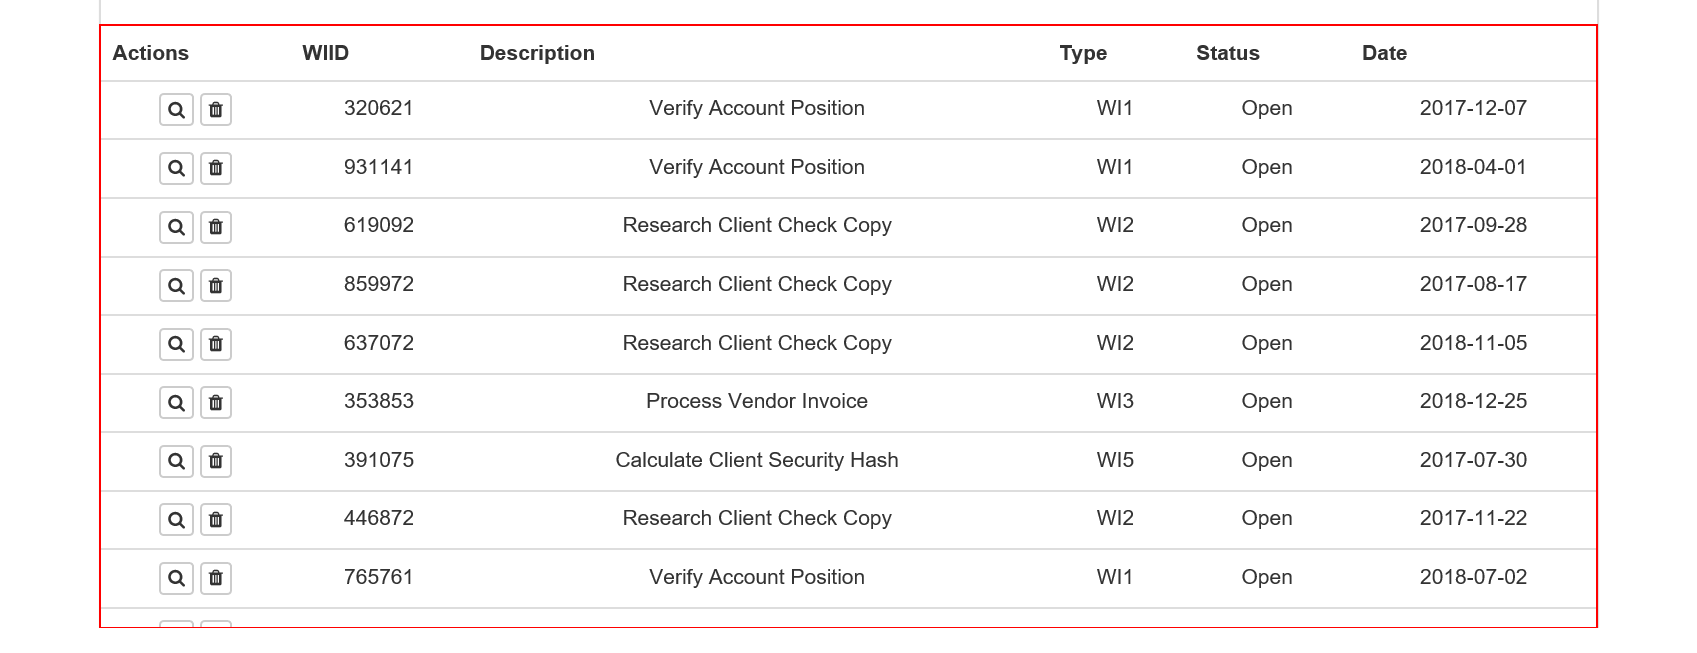 Actions WIID Description Type Status Date
320621 Verify Account Position WI1 Open 2017-12-07
931141 Verify Account Position WI1 Open 2018-04-01
619092 Research Client Check Copy WI2 Open 2017-09-28
859972 Research Client Check Copy WI2 Open 2017-08-17
637072 Research Client Check Copy WI2 Open 2018-11-05
353853 Process Vendor Invoice WI3 Open 2018-12-25
391075 Calculate Client Security Hash WI5 Open 2017-07-30
446872 Research Client Check Copy WI2 Open 2017-11-22
765761 Verify Account Position WI1 Open 2018-07-02